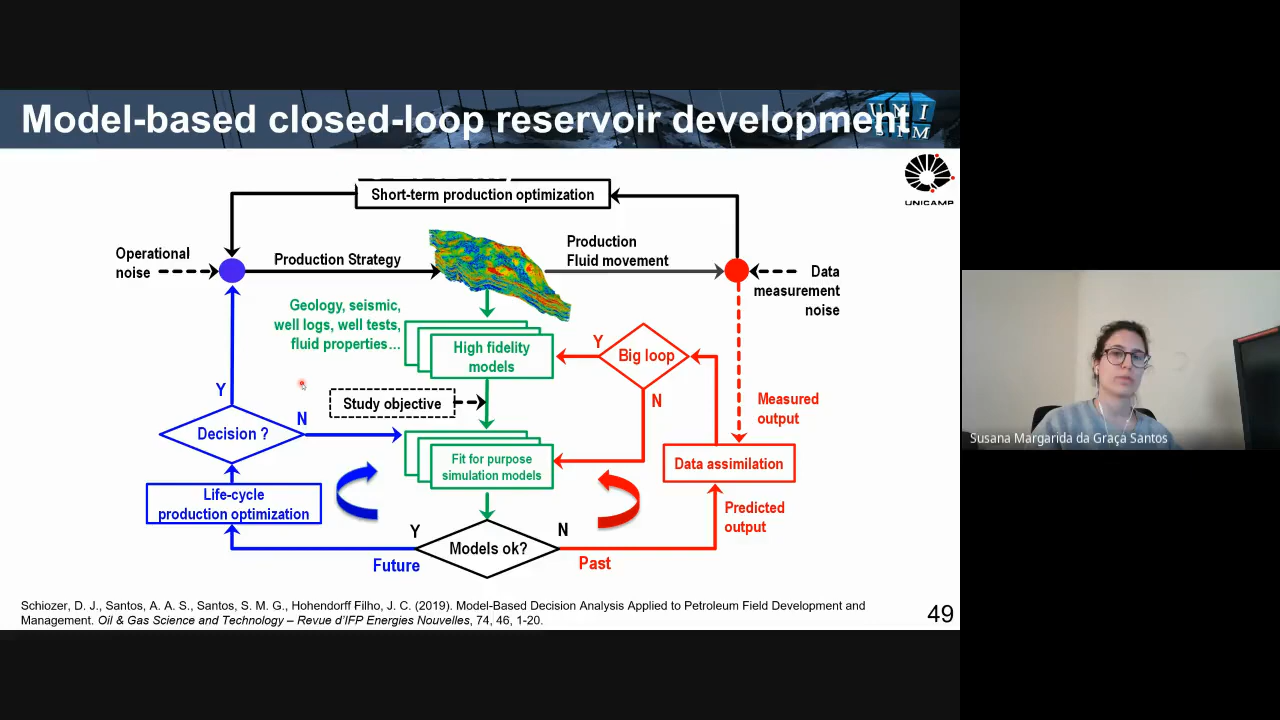 Model-based closed-loop reservoir development
UNISIM
UNICAMP
Short-term production optimization
Operational
noise
Production Strategy
Production
Fluid movement
Data
measurement
noise
Geology, seismic,
well logs, well tests,
fluid properties...
High fidelity
models
Y
Big loop
N
Study objective
Y
Decision ?
N
Measured
output
Fit for purpose
simulation models
Data assimilation
Life-cycle
production optimization
Predicted
output
Y
Models ok?
N
Future
Past
Schiozer, D. J., Santos, A. A. S., Santos, S. M. G., Hohendorff Filho, J. C. (2019). Model-Based Decision Analysis Applied to Petroleum Field Development and
Management. Oil & Gas Science and Technology – Revue d'IFP Energies Nouvelles, 74, 46, 1-20.
49
Susana Margarida da Graça Santos